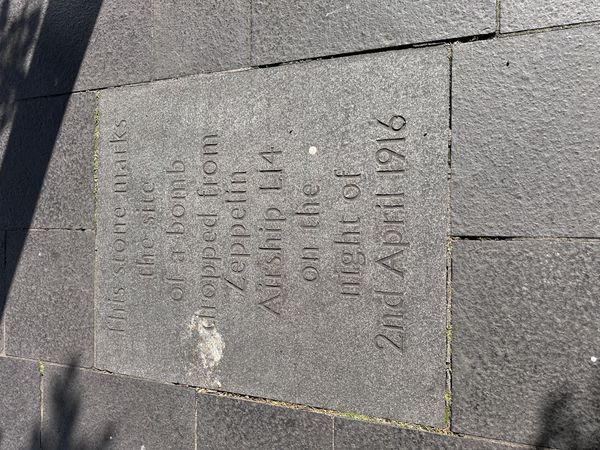 This stone marks
the site
of a bomb
dropped from
Zeppelin
Airship L14
on the
night of
2nd April 1916